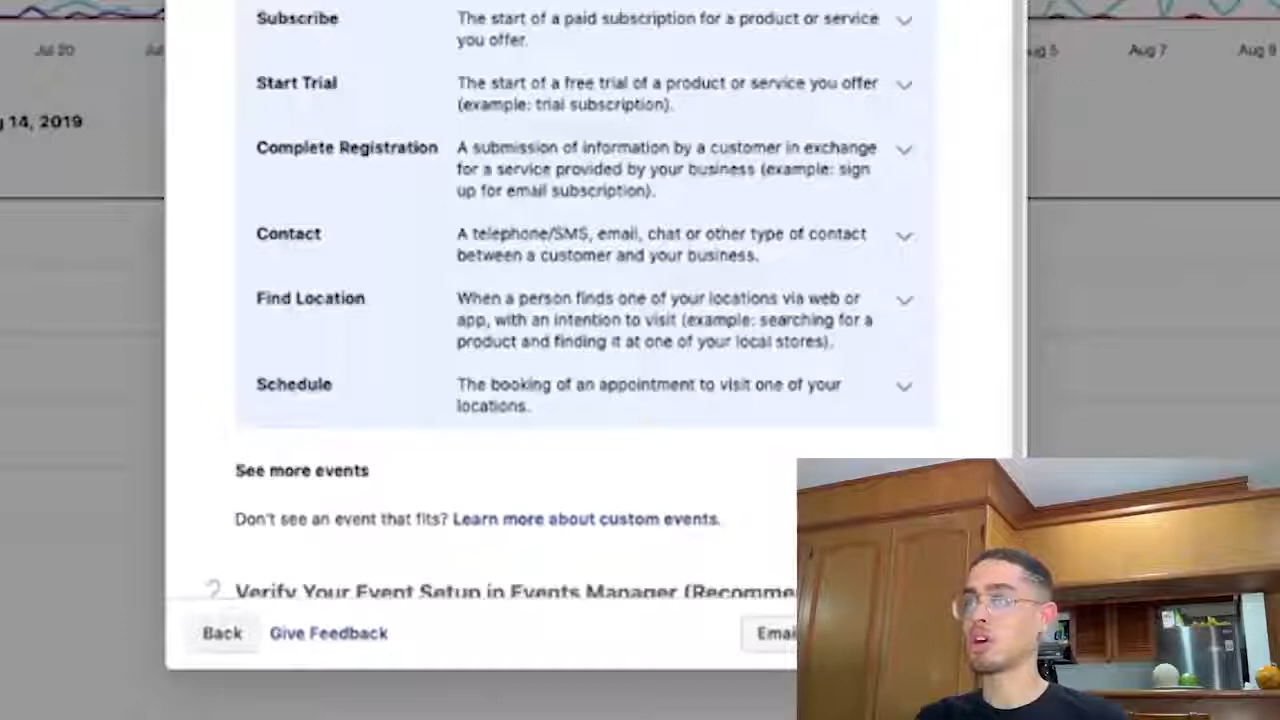 Subscribe
The start of a paid subscription for a product or service
you offer.
Jul 20
Aug 7
Aug 9
Start Trial
The start of a free trial of a product or service you offer
(example: trial subscription).
14, 2019
Complete Registration
A submission of information by a customer in exchange
for a service provided by your business (example: sign
up for email subscription).
Contact
A telephone/SMS, email, chat or other type of contact
between a customer and your business.
Find Location
When a person finds one of your locations via web or
app, with an intention to visit (example: searching for a
product and finding it at one of your local stores).
Schedule
The booking of an appointment to visit one of your
locations.
See more events
Don't see an event that fits? Learn more about custom events.
Verify Your Event Setup in Events Manager (Recomme
Back
Give Feedback
Emai